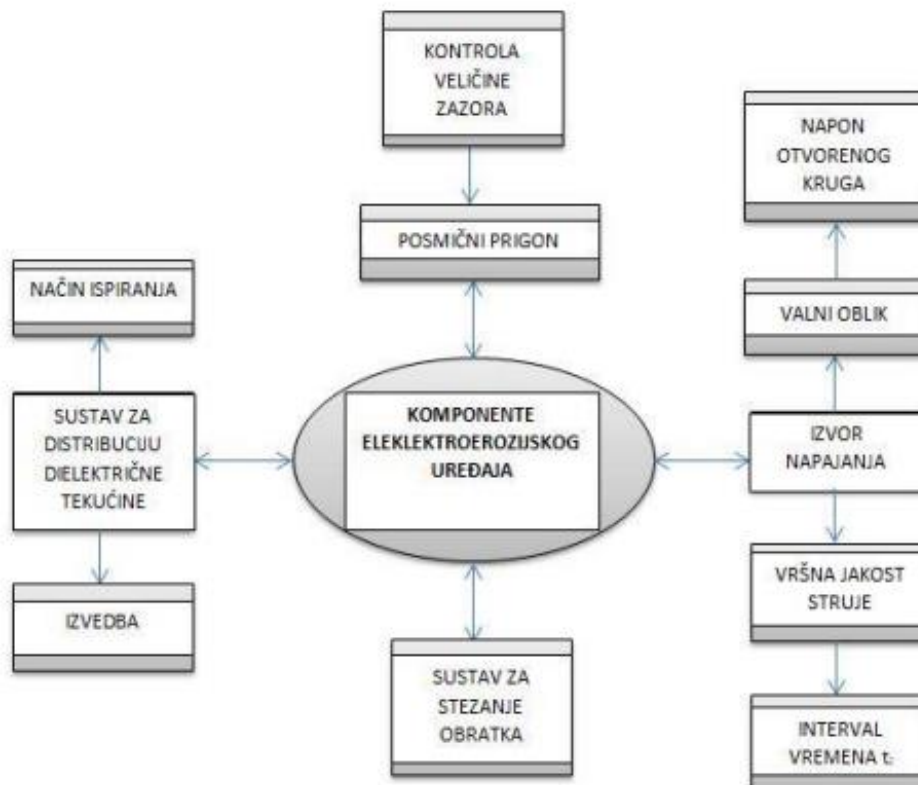 KONTROLA
VELIČINE
ZAZORA
NAPON
OTVORENOG
KRUGA
POSMIČNI PRIGON
NAČIN ISPIRANJA
VALNI OBLIK
SUSTAV ZA
DISTRIBUCIJU
DIELEKTRIČNE
TEKUĆINE
KOMPONENTE
ELEKLEKTROEROZIJSKOG
UREĐAJA
IZVOR
NAPAJANJA
IZVEDBA
VRŠNA JAKOST
STRUJE
SUSTAV ZA
STEZANJE
OBRATKA
INTERVAL
VREMENA